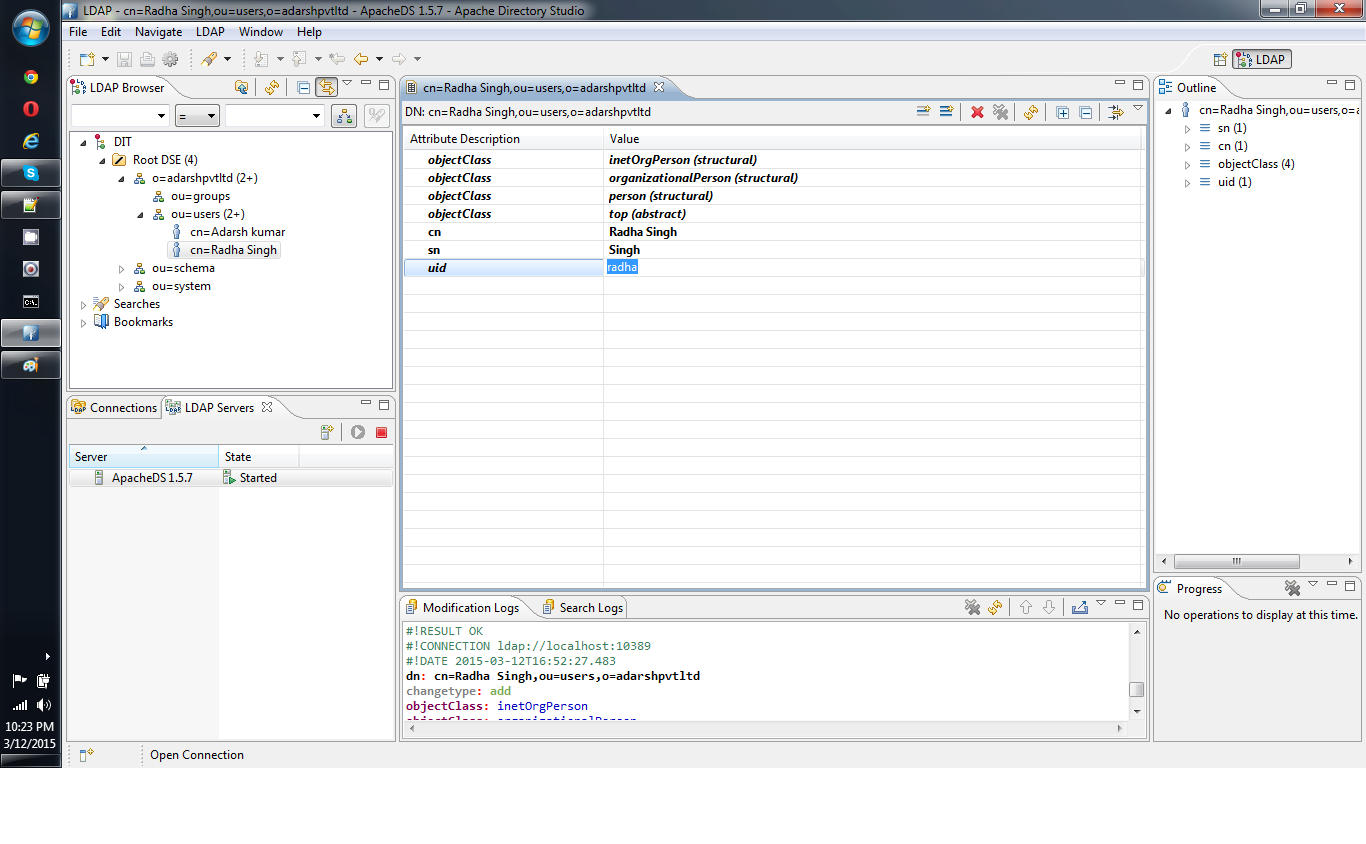 LDAP - cn=Radha Singh,ou=users,o=adarshpvtltd - ApacheDS 1.5.7 - Apache Directory Studio
File Edit Navigate LDAP Window Help
LDAP
LDAP Browser
=
DIT
Root DSE (4)
o=adarshpvtltd (2+)
ou=groups
ou=users (2+)
cn=Adarsh kumar
cn=Radha Singh
ou=schema
ou=system
Searches
Bookmarks
Connections LDAP Servers
Server State
ApacheDS 1.5.7 Started
cn=Radha Singh,ou=users,o=adarshpvtltd
DN: cn=Radha Singh,ou=users,o=adarshpvtltd
Attribute Description Value
objectClass inetOrgPerson (structural)
objectClass organizationalPerson (structural)
objectClass person (structural)
objectClass top (abstract)
cn Radha Singh
sn Singh
uid radha
Modification Logs Search Logs
#!RESULT OK
#!CONNECTION ldap://localhost:10389
#!DATE 2015-03-12T16:52:27.483
dn: cn=Radha Singh,ou=users,o=adarshpvtltd
changetype: add
objectClass: inetOrgPerson
Outline
cn=Radha Singh,ou=users,o=a
sn (1)
cn (1)
objectClass (4)
uid (1)
Progress
No operations to display at this time.
10:23 PM
3/12/2015
Open Connection